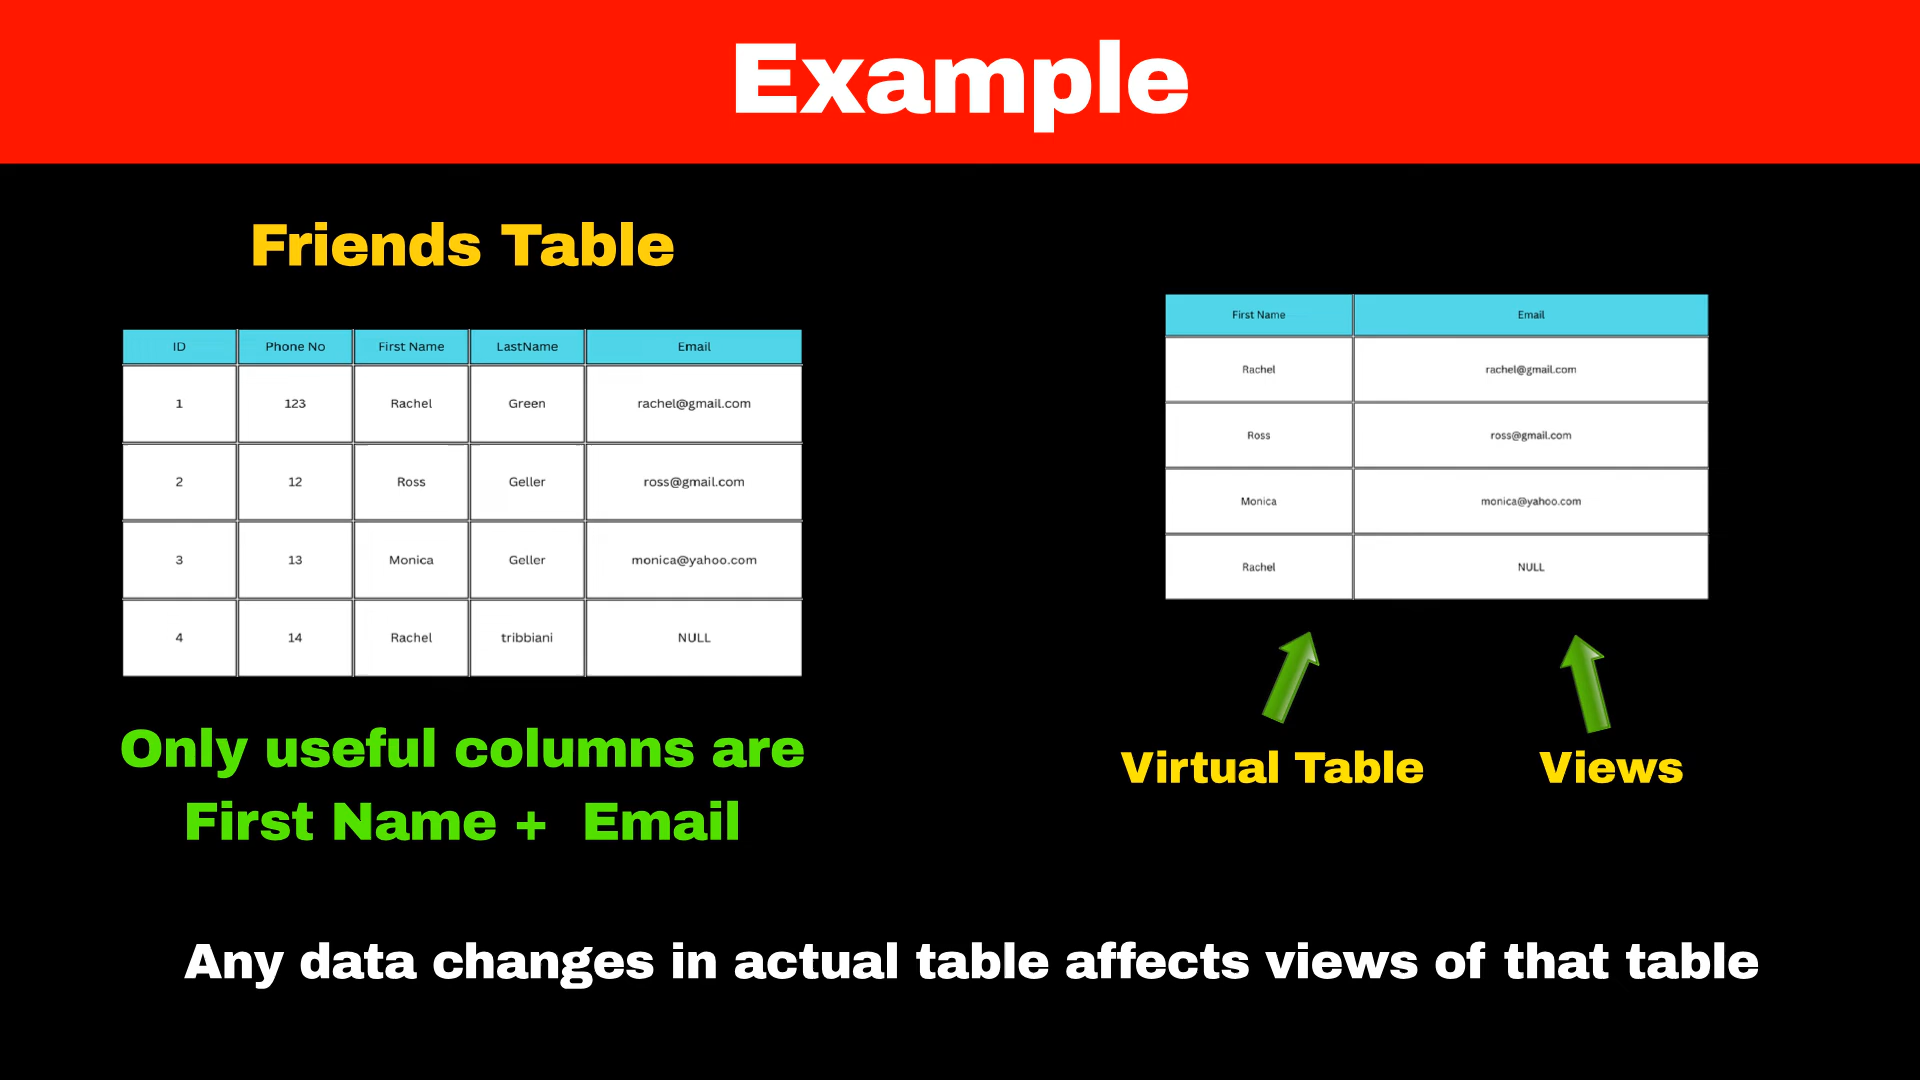 Example
Friends Table
ID Phone No First Name LastName Email
1 123 Rachel Green rachel@gmail.com
2 12 Ross Geller ross@gmail.com
3 13 Monica Geller monica@yahoo.com
4 14 Rachel tribbiani NULL
Only useful columns are
First Name + Email
First Name Email
Rachel rachel@gmail.com
Ross ross@gmail.com
Monica monica@yahoo.com
Rachel NULL
Virtual Table
Views
Any data changes in actual table affects views of that table